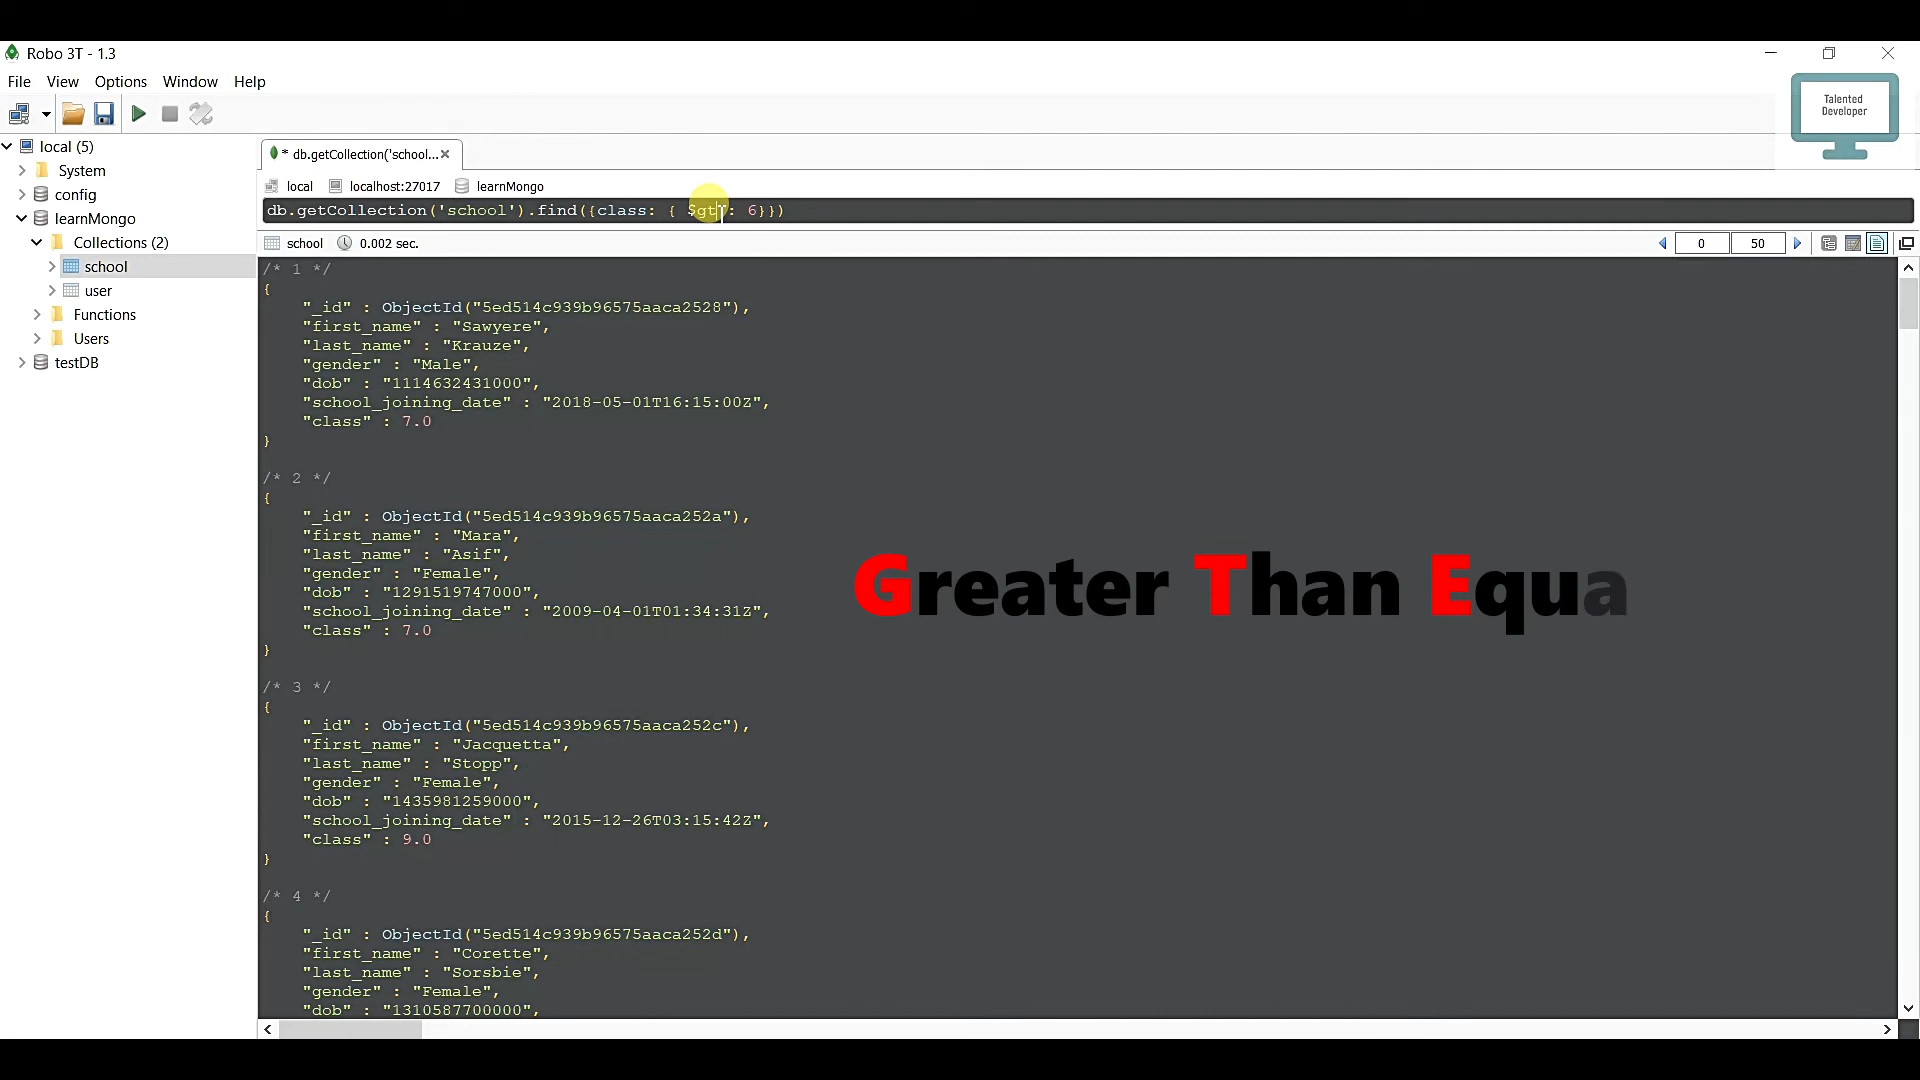 Robo 3T - 1.3
File View Options Window Help
Talented
Developer
local (5)
System
config
learnMongo
Collections (2)
school
user
Functions
Users
testDB
* db.getCollection('school...
local localhost:27017 learnMongo
db.getCollection('school').find({class: { $gt : 6}})
school 0.002 sec.
0 50
/* 1 */
{
"_id" : ObjectId("5ed514c939b96575aaca2528"),
"first_name" : "Sawyere",
"last_name" : "Krauze",
"gender" : "Male",
"dob" : "1114632431000",
"school_joining_date" : "2018-05-01T16:15:00Z",
"class" : 7.0
}
/* 2 */
{
"_id" : ObjectId("5ed514c939b96575aaca252a"),
"first_name" : "Mara",
"last_name" : "Asif",
"gender" : "Female",
"dob" : "1291519747000",
"school_joining_date" : "2009-04-01T01:34:31Z",
"class" : 7.0
}
Greater Than Equa
/* 3 */
{
"_id" : ObjectId("5ed514c939b96575aaca252c"),
"first_name" : "Jacquetta",
"last_name" : "Stopp",
"gender" : "Female",
"dob" : "1435981259000",
"school_joining_date" : "2015-12-26T03:15:42Z",
"class" : 9.0
}
/* 4 */
{
"_id" : ObjectId("5ed514c939b96575aaca252d"),
"first_name" : "Corette",
"last_name" : "Sorsbie",
"gender" : "Female",
"dob" : "1310587700000",